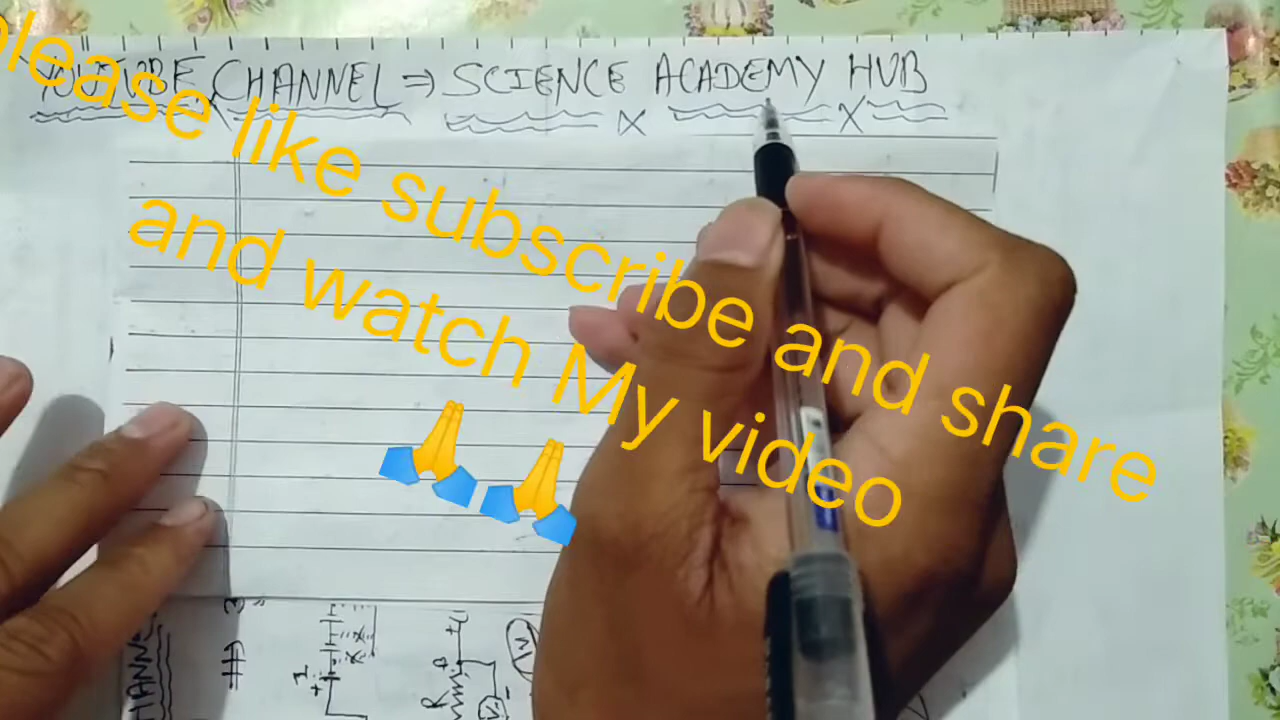 YOUTUBE CHANNEL ⇒ SCIENCE ACADEMY HUB
please like subscribe and share
and watch My video
🙏🙏